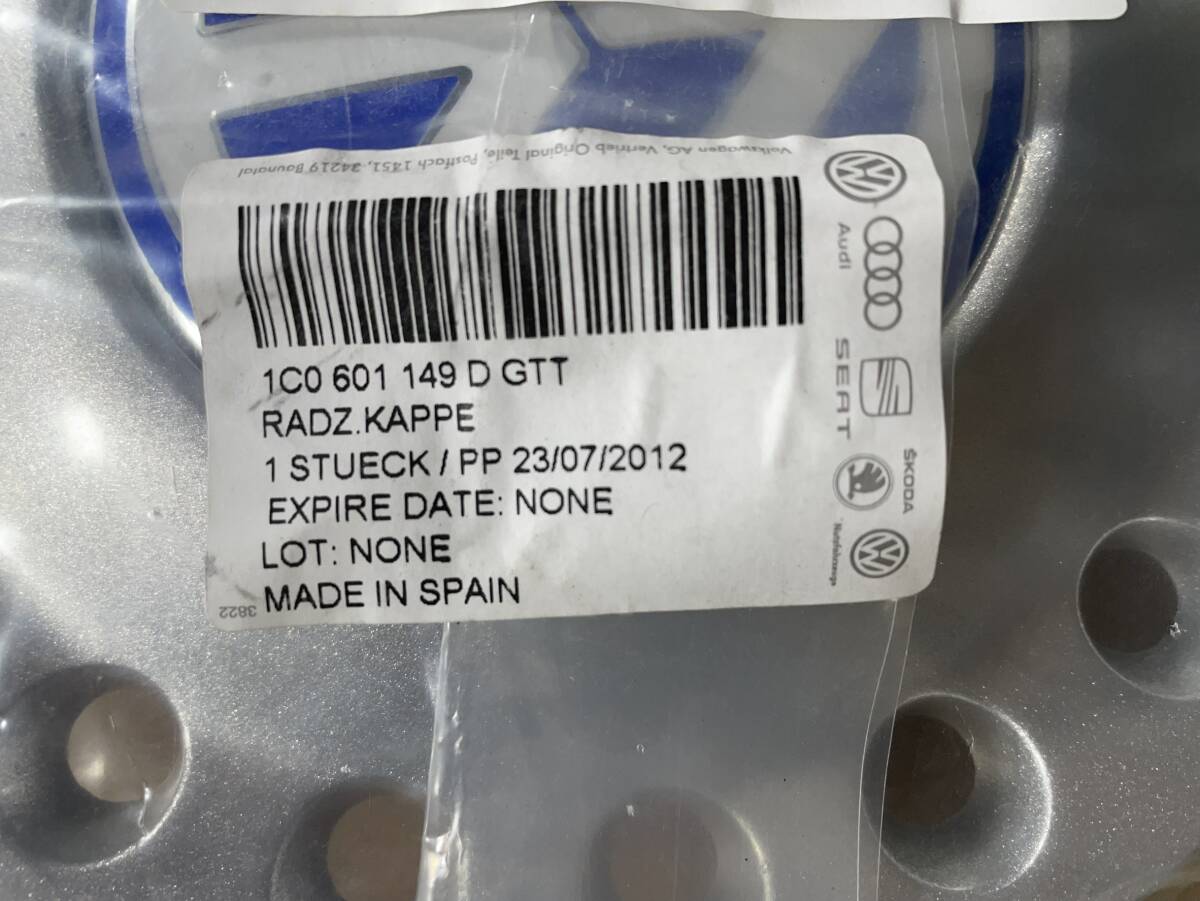 Volkswagen AG, Vertrieb Original Teile, Postfach 1451, 34219 Baunatal
1C0 601 149 D GTT
RADZ.KAPPE
1 STUECK / PP 23/07/2012
EXPIRE DATE: NONE
LOT: NONE
MADE IN SPAIN
3822
Audi
SEAT
ŠKODA
Nutzfahrzeuge